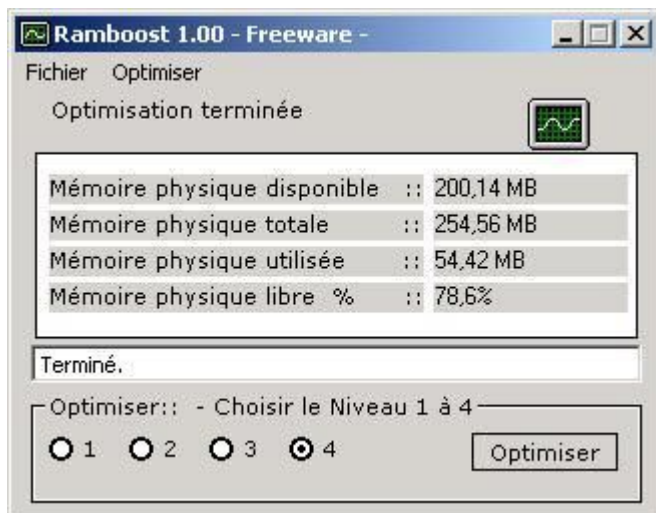 Ramboost 1.00 - Freeware -
Fichier Optimiser
Optimisation terminée
Mémoire physique disponible :: 200,14 MB
Mémoire physique totale :: 254,56 MB
Mémoire physique utilisée :: 54,42 MB
Mémoire physique libre % :: 78,6%
Terminé.
Optimiser:: - Choisir le Niveau 1 à 4
1 2 3 4 Optimiser